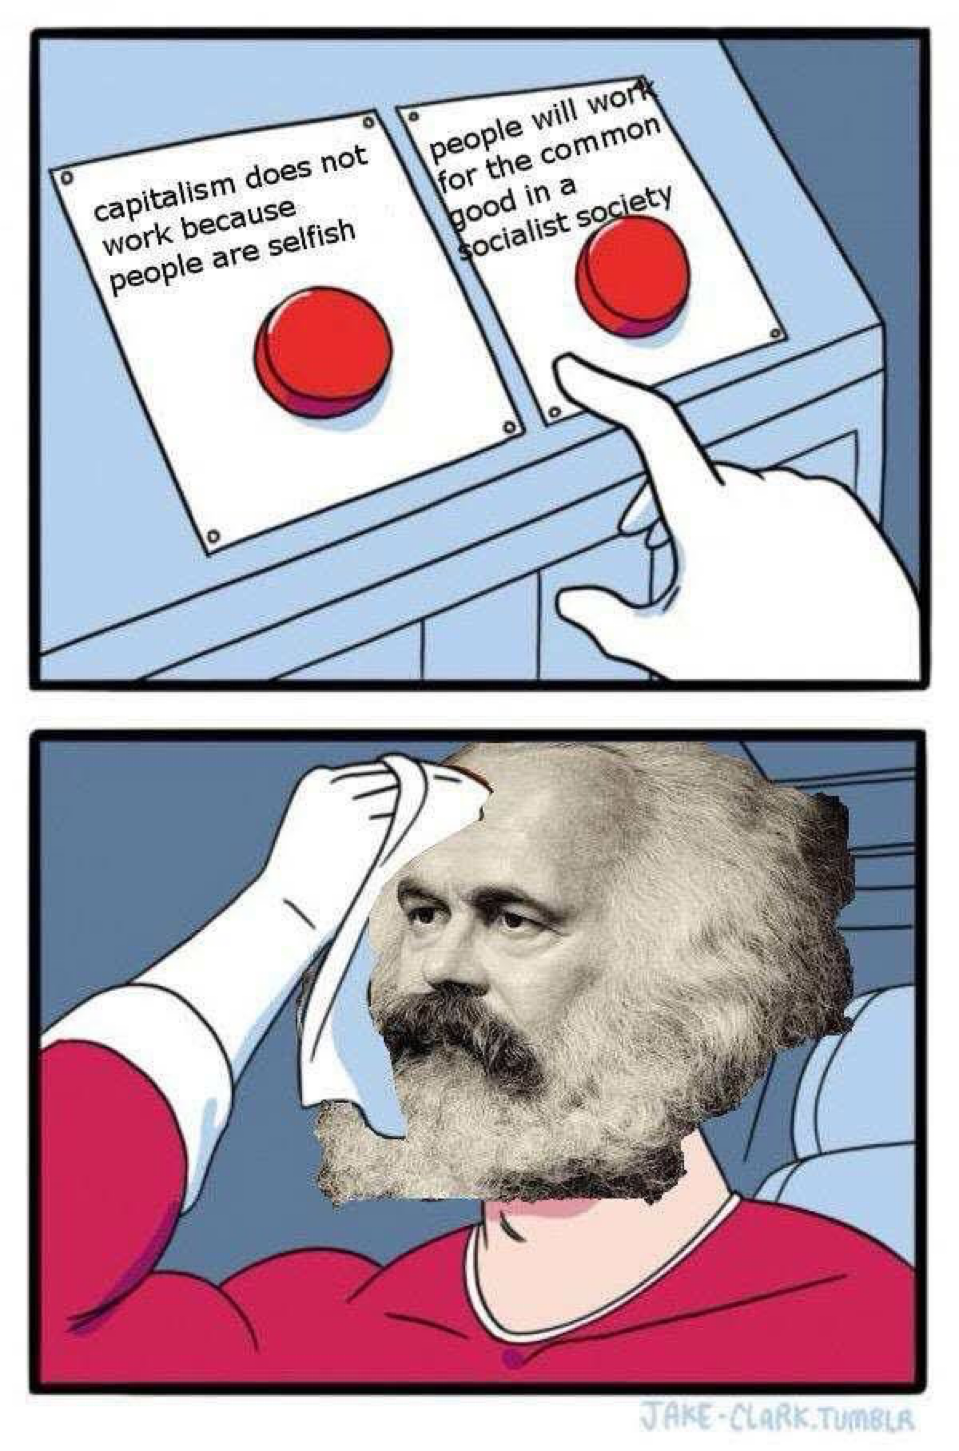 capitalism does not
work because
people are selfish
people will work
for the common
good in a
socialist society
JAKE-CLARK.TUMBLR